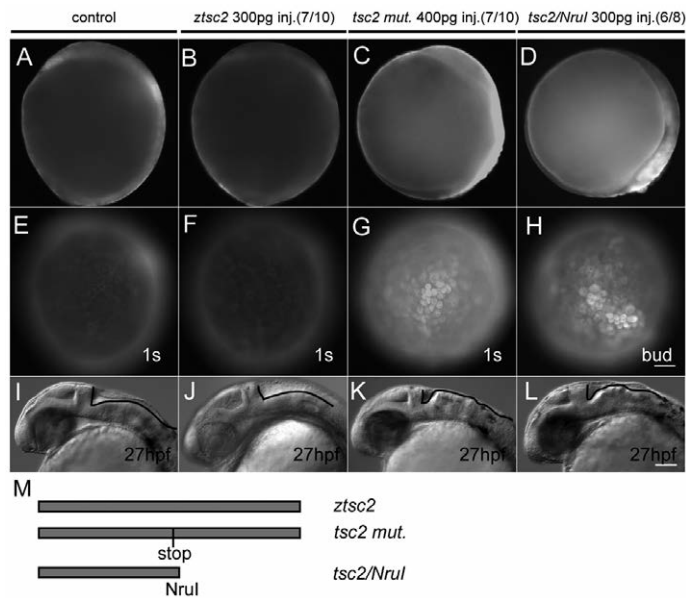 control ztsc2 300pg inj.(7/10) tsc2 mut. 400pg inj.(7/10) tsc2/NruI 300pg inj.(6/8)
A B C D
E F G H
1s 1s 1s bud
I J K L
27hpf 27hpf 27hpf 27hpf
M
ztsc2
tsc2 mut.
stop
tsc2/NruI
NruI